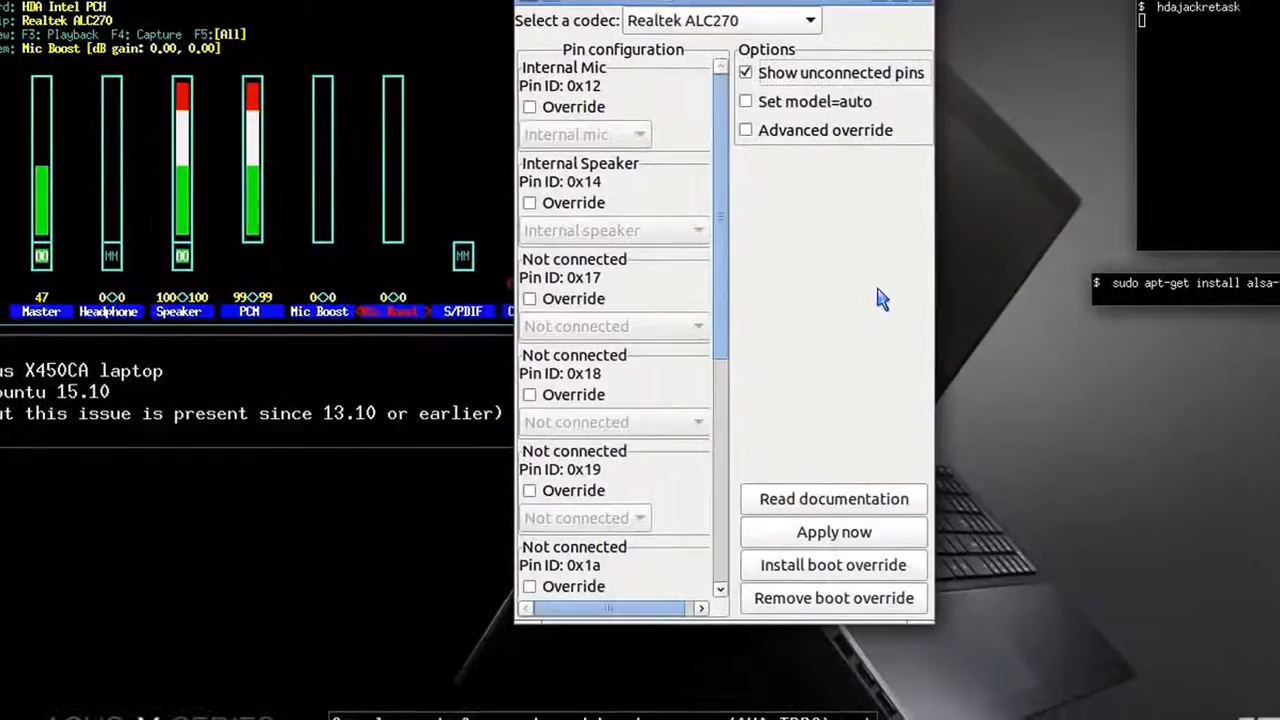 rd: HDA Intel PCH
ip: Realtek ALC270
ew: F3: Playback F4: Capture F5:[All]
em: Mic Boost [dB gain: 0.00, 0.00]
00
MM
00
MM
47
0<>0
100<>100
99<>99
0<>0
0<>0
Master
Headphone
Speaker
PCM
Mic Boost
Mic Boost
S/PDIF
us X450CA laptop
buntu 15.10
ut this issue is present since 13.10 or earlier)
Select a codec:
Realtek ALC270
Pin configuration
Internal Mic
Pin ID: 0x12
Override
Internal mic
Internal Speaker
Pin ID: 0x14
Override
Internal speaker
Not connected
Pin ID: 0x17
Override
Not connected
Not connected
Pin ID: 0x18
Override
Not connected
Not connected
Pin ID: 0x19
Override
Not connected
Not connected
Pin ID: 0x1a
Override
Options
Show unconnected pins
Set model=auto
Advanced override
Read documentation
Apply now
Install boot override
Remove boot override
$ hdajackretask
$ sudo apt-get install alsa-